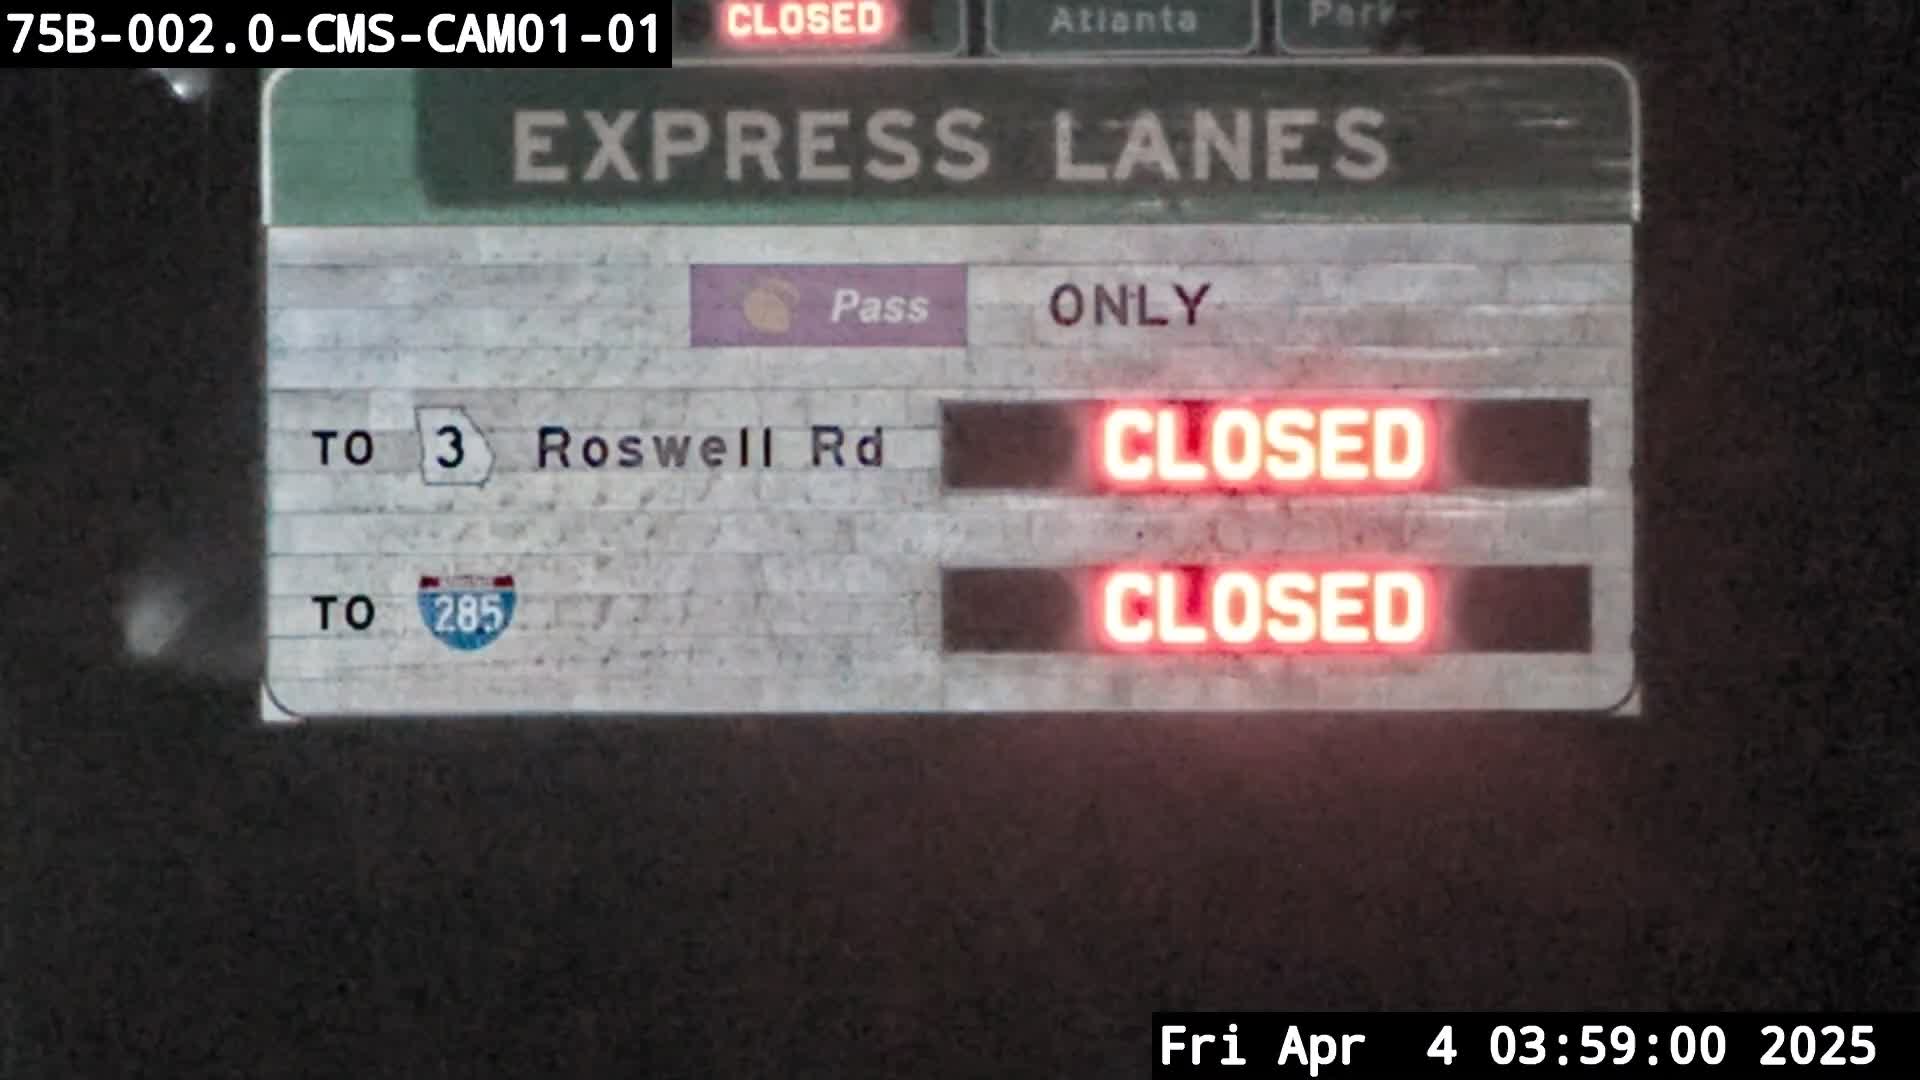 75B-002.0-CMS-CAM01-01
CLOSED
Atlanta
Park
EXPRESS LANES
Pass ONLY
TO 3 Roswell Rd CLOSED
TO 285 CLOSED
Fri Apr 4 03:59:00 2025